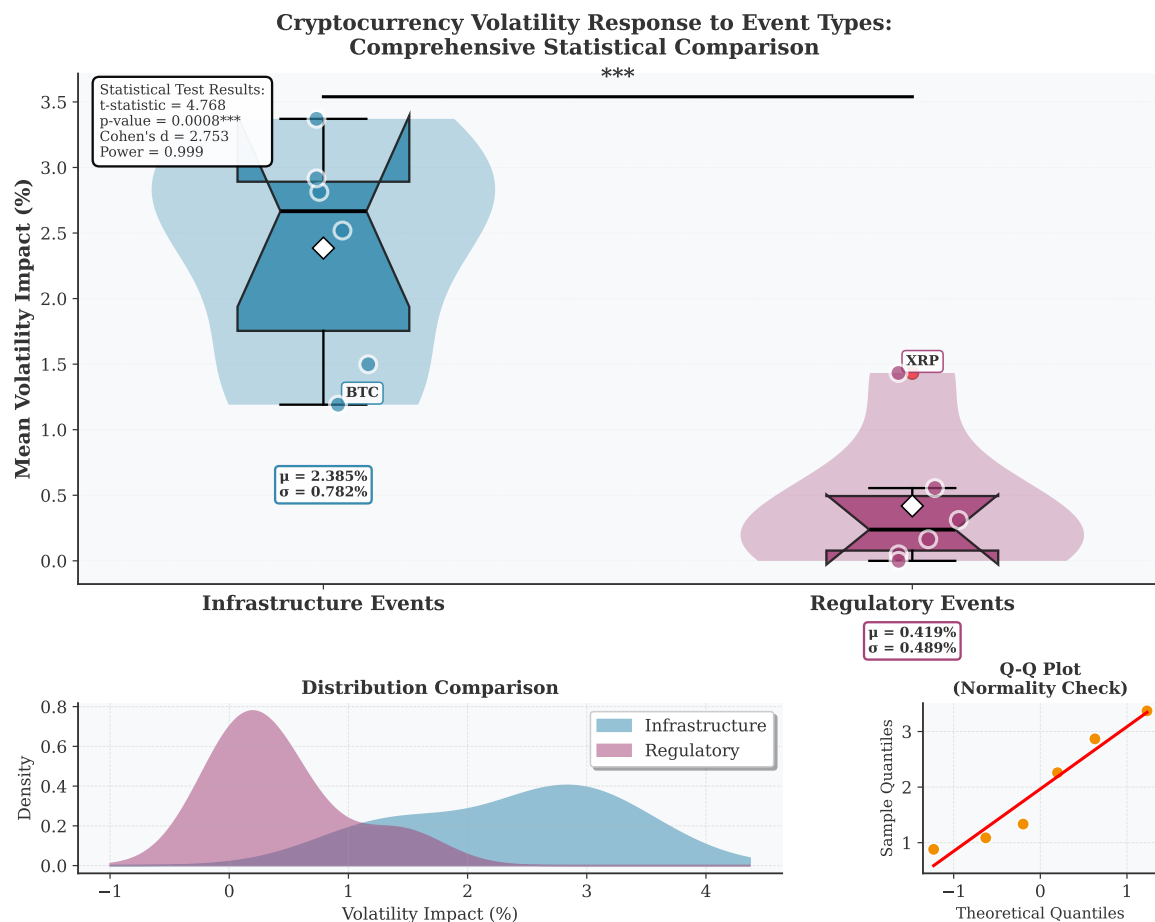 Cryptocurrency Volatility Response to Event Types:
Comprehensive Statistical Comparison
***
Statistical Test Results:
t-statistic = 4.768
p-value = 0.0008***
Cohen's d = 2.753
Power = 0.999
Mean Volatility Impact (%)
3.5
3.0
2.5
2.0
1.5
1.0
0.5
0.0
BTC
XRP
μ = 2.385%
σ = 0.782%
Infrastructure Events
Regulatory Events
μ = 0.419%
σ = 0.489%
Distribution Comparison
Density
0.8
0.6
0.4
0.2
0.0
Infrastructure
Regulatory
−1
0
1
2
3
4
Volatility Impact (%)
Q-Q Plot
(Normality Check)
Sample Quantiles
3
2
1
−1
0
1
Theoretical Quantiles